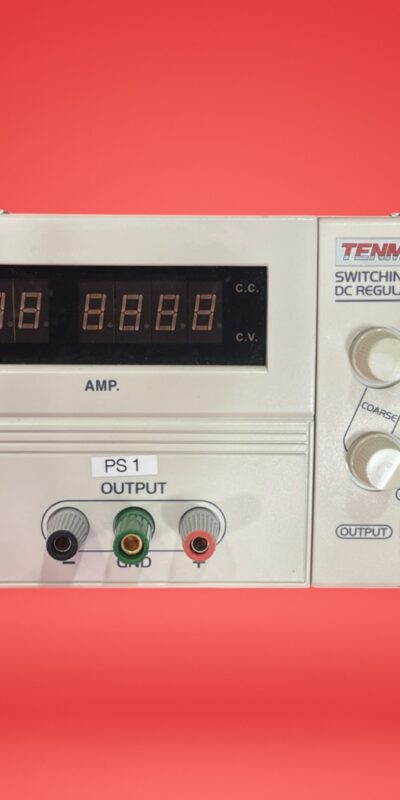 TENM
SWITCHIN
DC REGUL
C.C.
C.V.
AMP.
PS 1
OUTPUT
- GND +
COARSE
OUTPUT